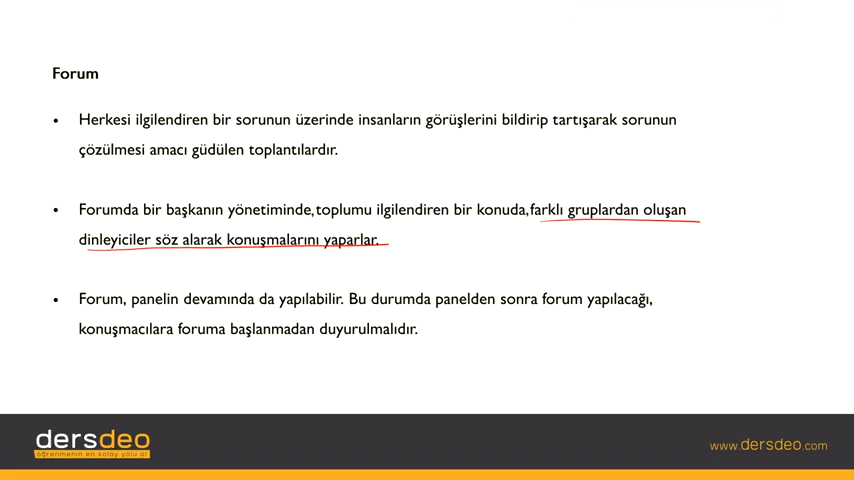 Forum
• Herkesi ilgilendiren bir sorunun üzerinde insanların görüşlerini bildirip tartışarak sorunun
çözülmesi amacı güdülen toplantılardır.
• Forumda bir başkanın yönetiminde,toplumu ilgilendiren bir konuda,farklı gruplardan oluşan
dinleyiciler söz alarak konuşmalarını yaparlar.
• Forum, panelin devamında da yapılabilir. Bu durumda panelden sonra forum yapılacağı,
konuşmacılara foruma başlanmadan duyurulmalıdır.
dersdeo
öğrenmenin en kolay yolu o!
www.dersdeo.com